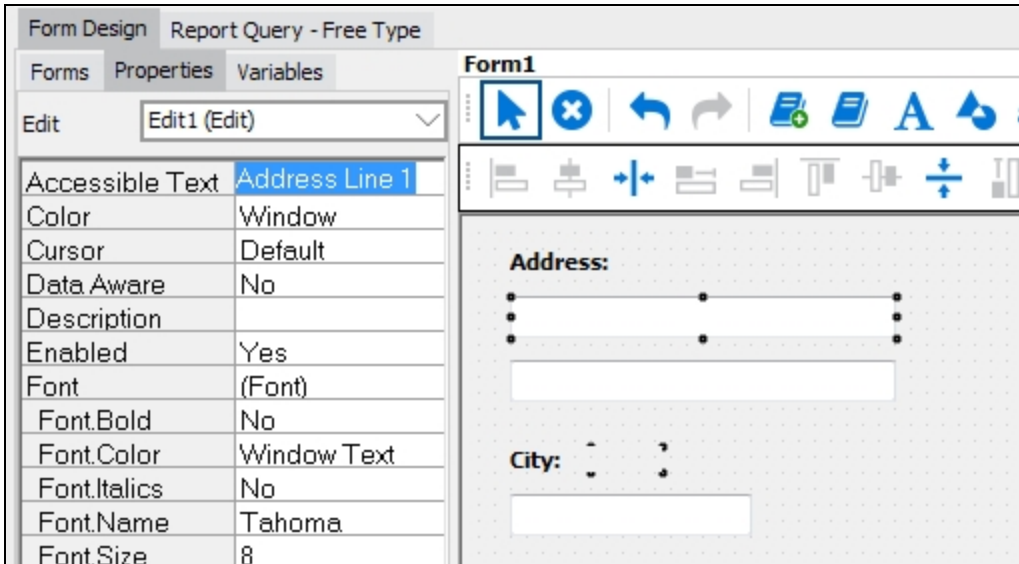 Form Design Report Query - Free Type
Forms Properties Variables
Edit Edit1 (Edit)
Accessible Text Address Line 1
Color Window
Cursor Default
Data Aware No
Description
Enabled Yes
Font (Font)
Font.Bold No
Font.Color Window Text
Font.Italics No
Font.Name Tahoma
Font.Size 8
Form1
A
Address:
City: